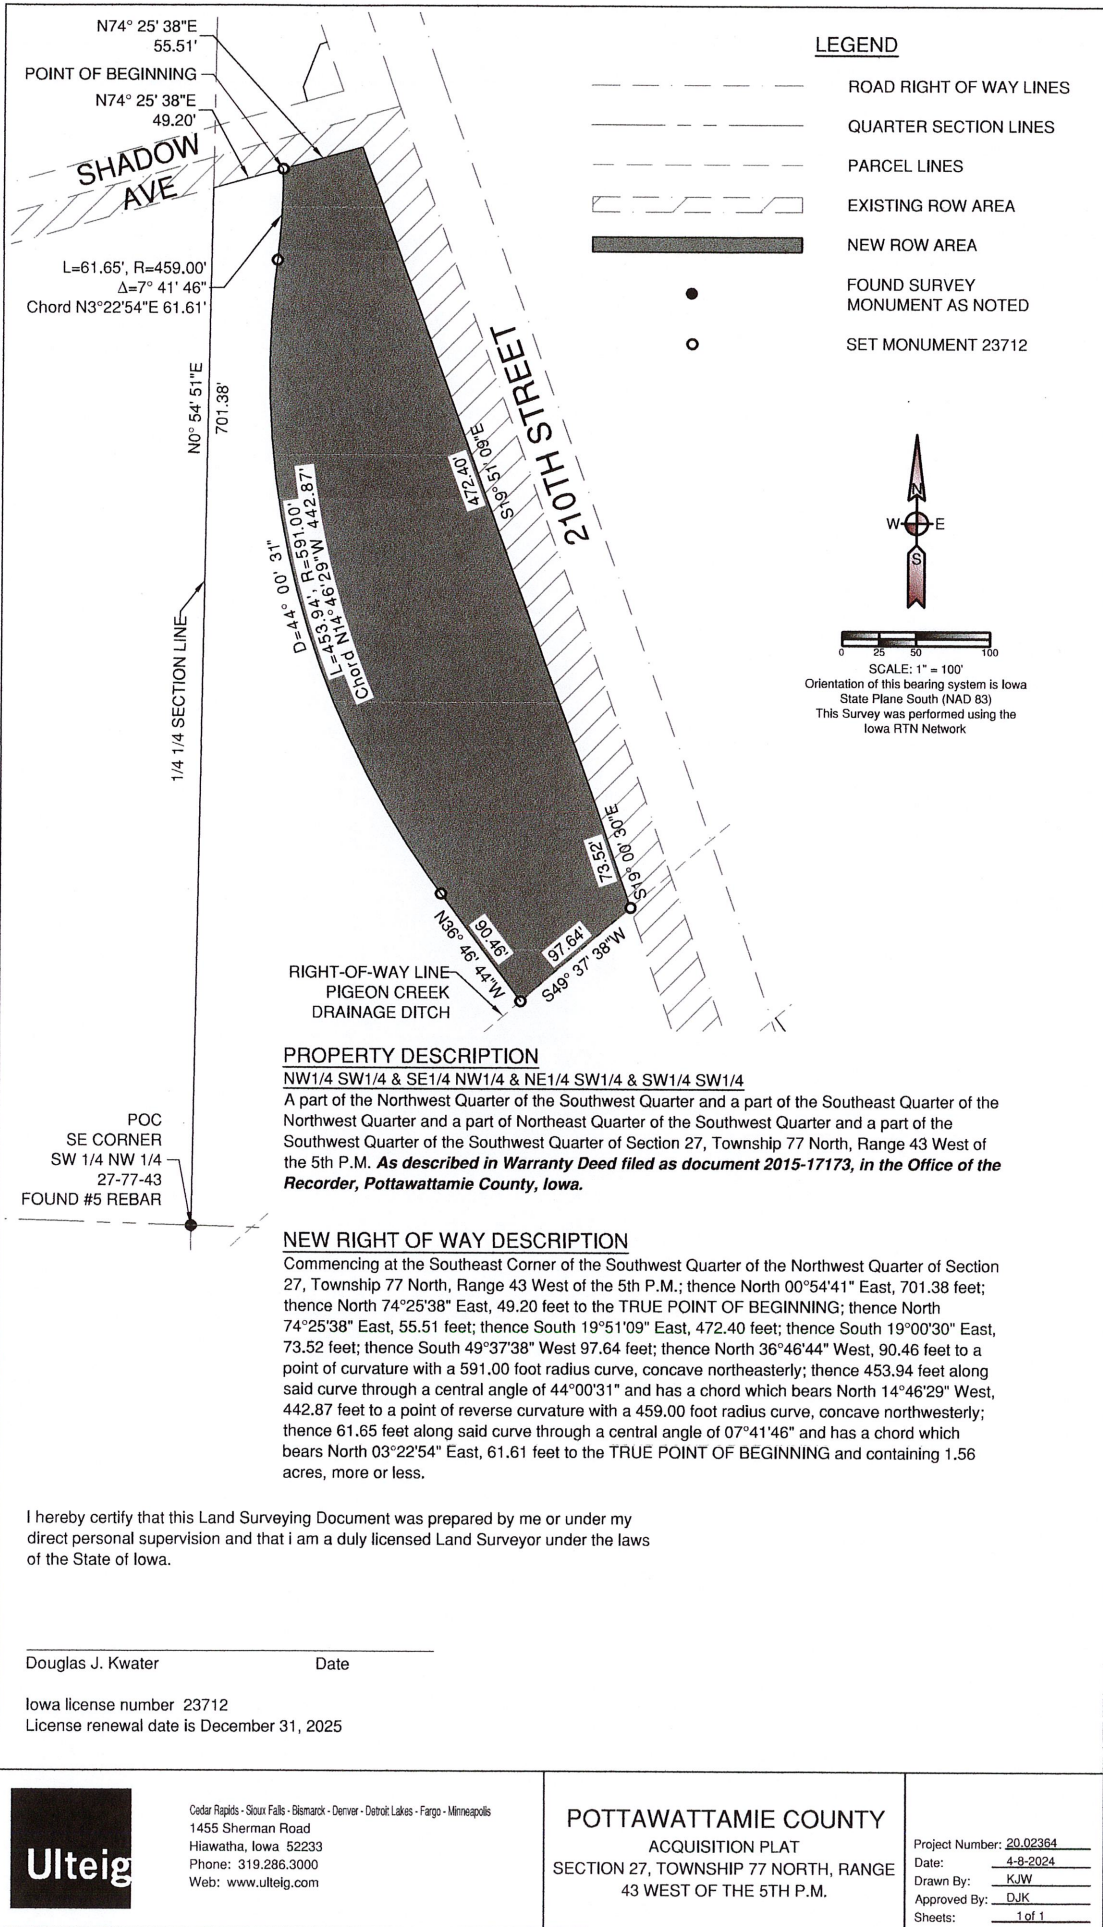 N74° 25' 38"E
55.51'
POINT OF BEGINNING
N74° 25' 38"E
49.20'
SHADOW
AVE
L=61.65', R=459.00'
Δ=7° 41' 46"
Chord N3°22'54"E 61.61'
N0° 54' 51"E
701.38'
1/4 1/4 SECTION LINE
D=44° 00' 31"
L=453.94', R=591.00'
Chord N14°46'29"W 442.87'
472.40'
S19° 51' 09"E
210TH STREET
73.52'
S19° 00' 30"E
90.46'
N36° 46' 44"W
97.64'
S49° 37' 38"W
RIGHT-OF-WAY LINE
PIGEON CREEK
DRAINAGE DITCH
LEGEND
ROAD RIGHT OF WAY LINES
QUARTER SECTION LINES
PARCEL LINES
EXISTING ROW AREA
NEW ROW AREA
FOUND SURVEY
MONUMENT AS NOTED
SET MONUMENT 23712
N
W E
S
0 25 50 100
SCALE: 1" = 100'
Orientation of this bearing system is Iowa
State Plane South (NAD 83)
This Survey was performed using the
Iowa RTN Network
POC
SE CORNER
SW 1/4 NW 1/4
27-77-43
FOUND #5 REBAR
PROPERTY DESCRIPTION
NW1/4 SW1/4 & SE1/4 NW1/4 & NE1/4 SW1/4 & SW1/4 SW1/4
A part of the Northwest Quarter of the Southwest Quarter and a part of the Southeast Quarter of the
Northwest Quarter and a part of Northeast Quarter of the Southwest Quarter and a part of the
Southwest Quarter of the Southwest Quarter of Section 27, Township 77 North, Range 43 West of
the 5th P.M. As described in Warranty Deed filed as document 2015-17173, in the Office of the
Recorder, Pottawattamie County, Iowa.
NEW RIGHT OF WAY DESCRIPTION
Commencing at the Southeast Corner of the Southwest Quarter of the Northwest Quarter of Section
27, Township 77 North, Range 43 West of the 5th P.M.; thence North 00°54'41" East, 701.38 feet;
thence North 74°25'38" East, 49.20 feet to the TRUE POINT OF BEGINNING; thence North
74°25'38" East, 55.51 feet; thence South 19°51'09" East, 472.40 feet; thence South 19°00'30" East,
73.52 feet; thence South 49°37'38" West 97.64 feet; thence North 36°46'44" West, 90.46 feet to a
point of curvature with a 591.00 foot radius curve, concave northeasterly; thence 453.94 feet along
said curve through a central angle of 44°00'31" and has a chord which bears North 14°46'29" West,
442.87 feet to a point of reverse curvature with a 459.00 foot radius curve, concave northwesterly;
thence 61.65 feet along said curve through a central angle of 07°41'46" and has a chord which
bears North 03°22'54" East, 61.61 feet to the TRUE POINT OF BEGINNING and containing 1.56
acres, more or less.
I hereby certify that this Land Surveying Document was prepared by me or under my
direct personal supervision and that i am a duly licensed Land Surveyor under the laws
of the State of Iowa.
Douglas J. Kwater Date
Iowa license number 23712
License renewal date is December 31, 2025
Ulteig
Cedar Rapids - Sioux Falls - Bismarck - Denver - Detroit Lakes - Fargo - Minneapolis
1455 Sherman Road
Hiawatha, Iowa 52233
Phone: 319.286.3000
Web: www.ulteig.com
POTTAWATTAMIE COUNTY
ACQUISITION PLAT
SECTION 27, TOWNSHIP 77 NORTH, RANGE
43 WEST OF THE 5TH P.M.
Project Number: 20.02364
Date: 4-8-2024
Drawn By: KJW
Approved By: DJK
Sheets: 1 of 1